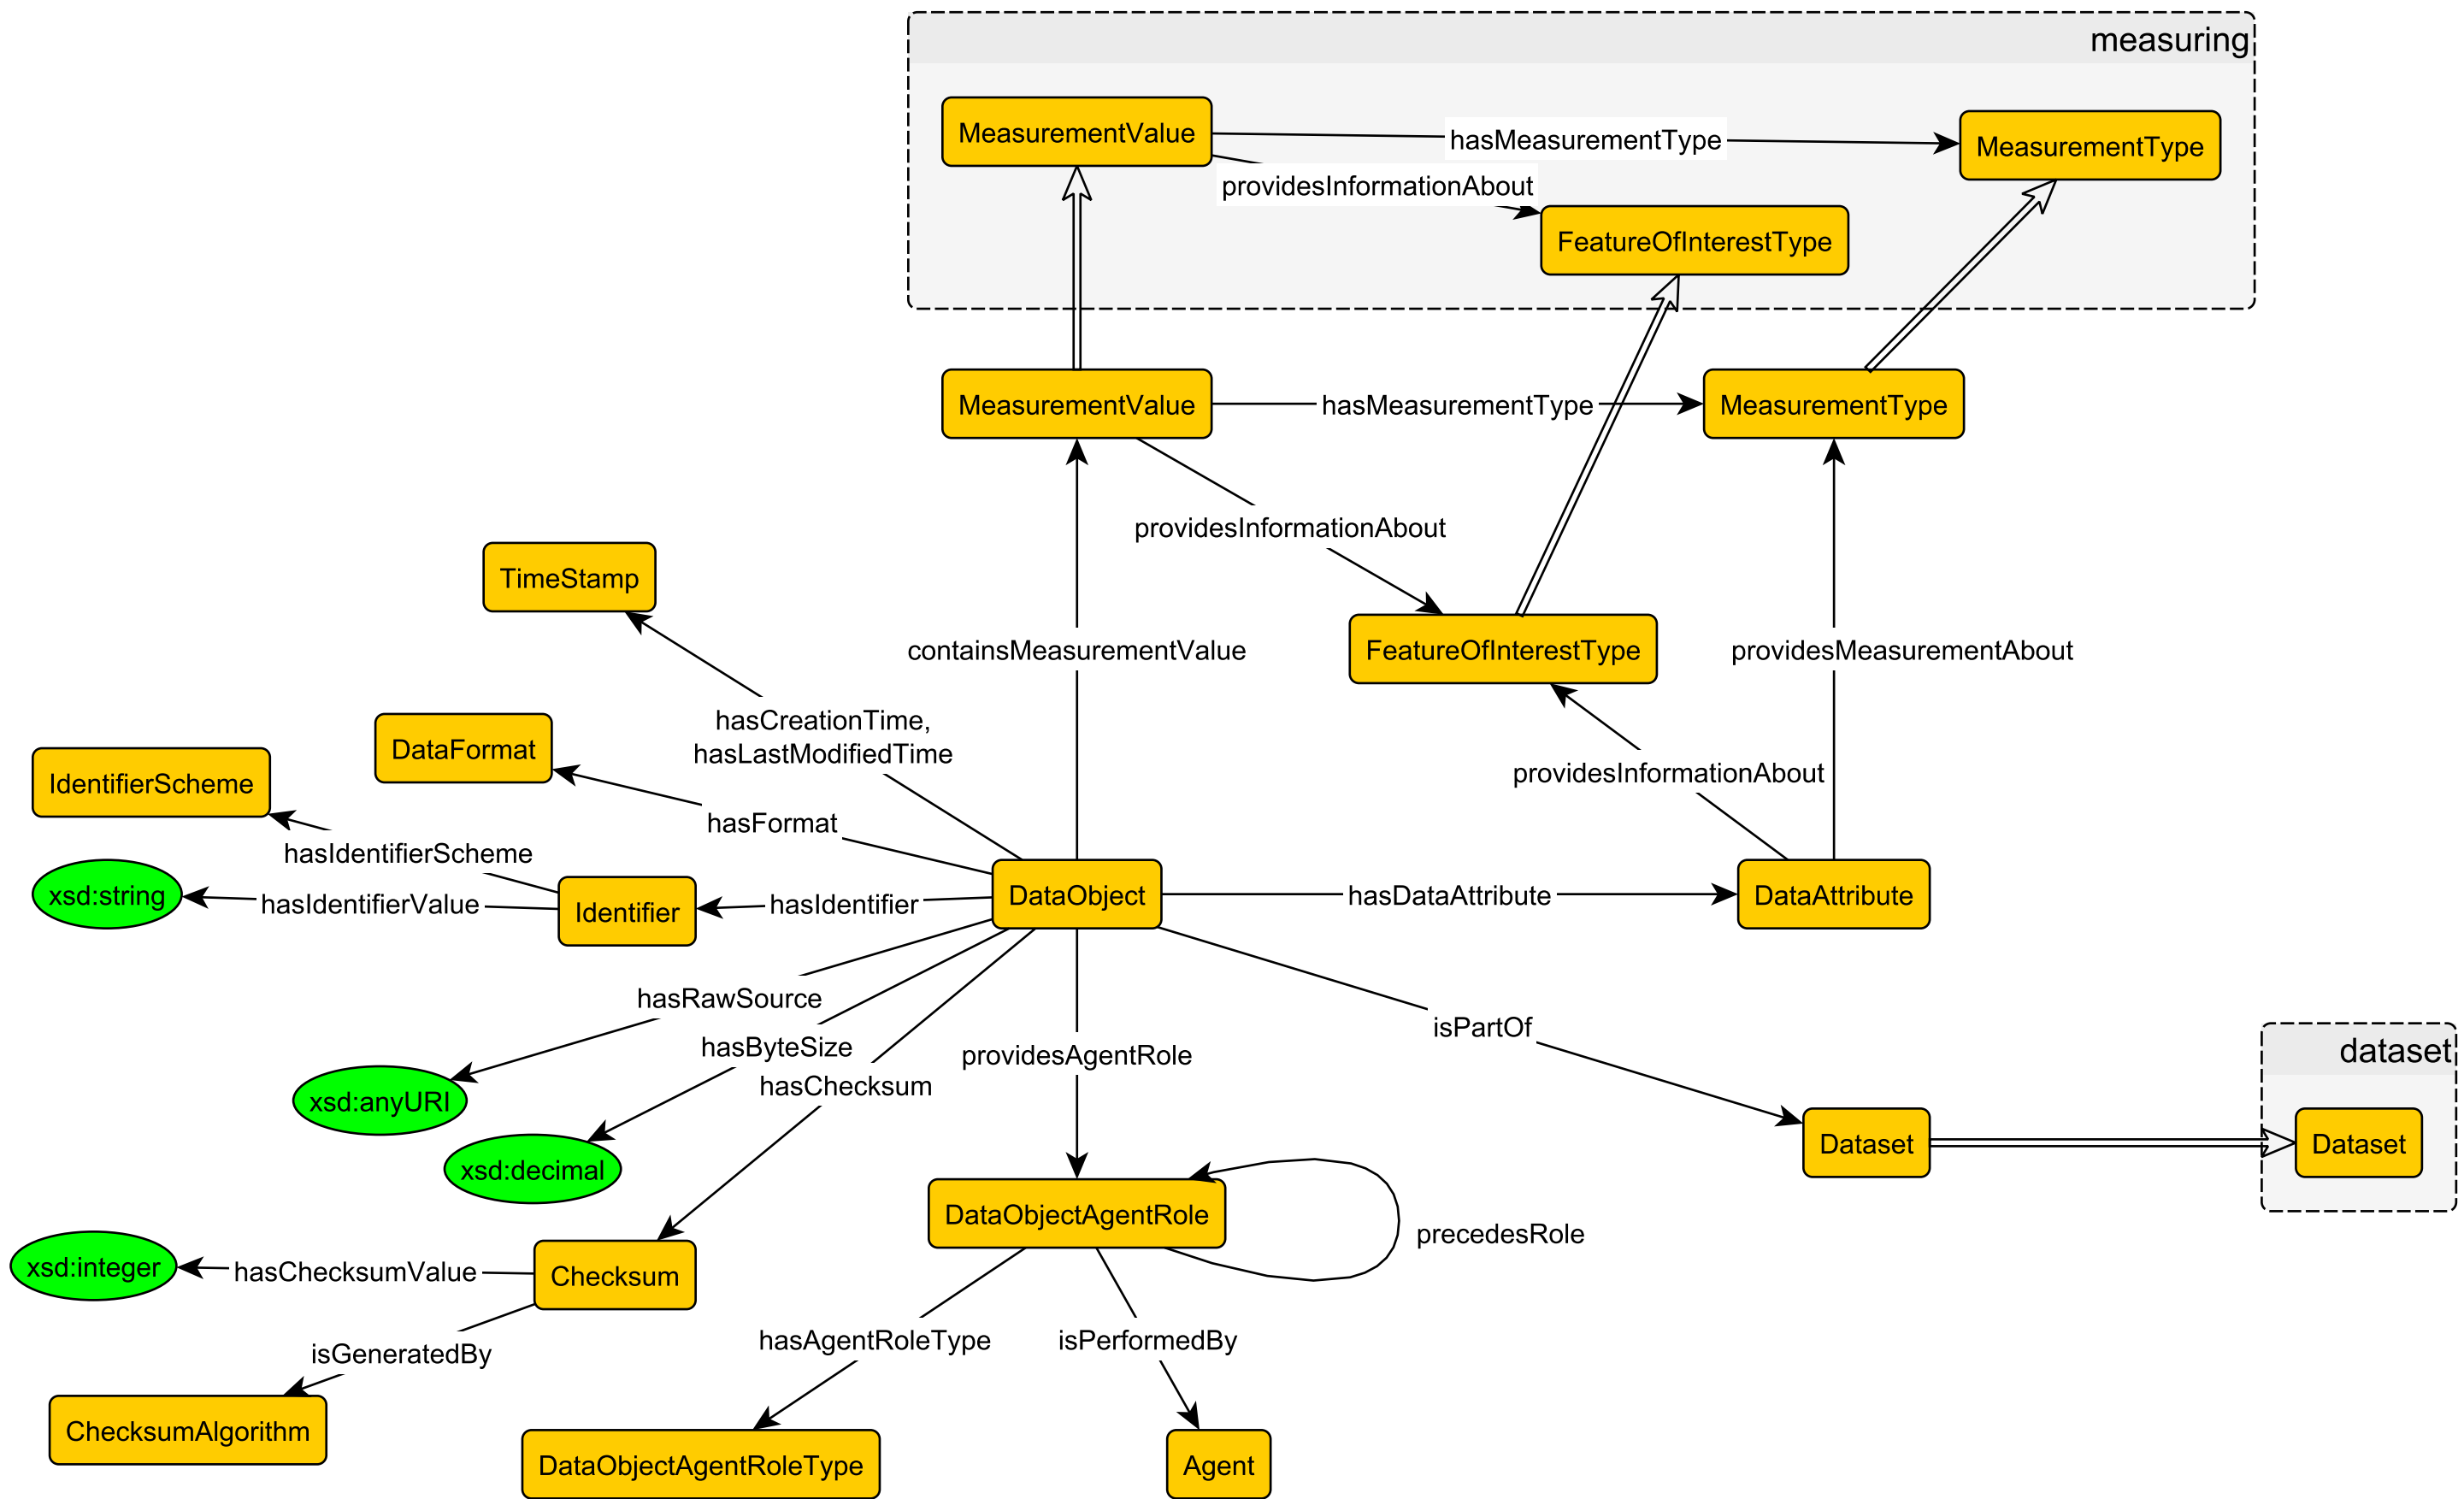 measuring
MeasurementValue
hasMeasurementType
MeasurementType
providesInformationAbout
FeatureOfInterestType
MeasurementValue
hasMeasurementType
MeasurementType
providesInformationAbout
TimeStamp
containsMeasurementValue
FeatureOfInterestType
providesMeasurementAbout
hasCreationTime,
hasLastModifiedTime
DataFormat
IdentifierScheme
providesInformationAbout
hasFormat
hasIdentifierScheme
xsd:string
hasIdentifierValue
Identifier
hasIdentifier
DataObject
hasDataAttribute
DataAttribute
hasRawSource
isPartOf
dataset
hasByteSize
providesAgentRole
hasChecksum
xsd:anyURI
Dataset
Dataset
xsd:decimal
DataObjectAgentRole
precedesRole
xsd:integer
hasChecksumValue
Checksum
isGeneratedBy
hasAgentRoleType
isPerformedBy
ChecksumAlgorithm
DataObjectAgentRoleType
Agent